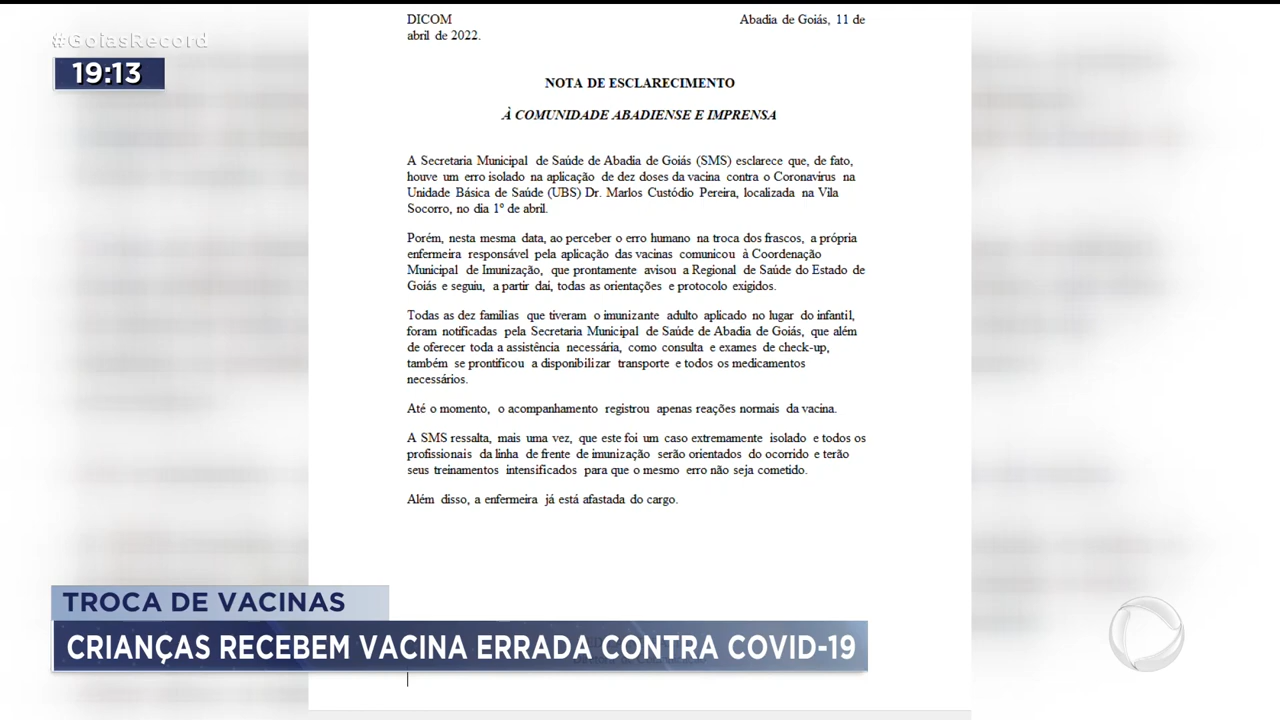 #GoiasRecord
19:13
DICOM Abadia de Goiás, 11 de
abril de 2022.
NOTA DE ESCLARECIMENTO
À COMUNIDADE ABADIENSE E IMPRENSA
A Secretaria Municipal de Saúde de Abadia de Goiás (SMS) esclarece que, de fato,
houve um erro isolado na aplicação de dez doses da vacina contra o Coronavirus na
Unidade Básica de Saúde (UBS) Dr. Marlos Custódio Pereira, localizada na Vila
Socorro, no dia 1º de abril.
Porém, nesta mesma data, ao perceber o erro humano na troca dos frascos, a própria
enfermeira responsável pela aplicação das vacinas comunicou à Coordenação
Municipal de Imunização, que prontamente avisou a Regional de Saúde do Estado de
Goiás e seguiu, a partir dai, todas as orientações e protocolo exigidos.
Todas as dez familias que tiveram o imunizante adulto aplicado no lugar do infantil,
foram notificadas pela Secretaria Municipal de Saúde de Abadia de Goiás, que além
de oferecer toda a assistência necessária, como consulta e exames de check-up,
também se prontificou a disponibilizar transporte e todos os medicamentos
necessários.
Até o momento, o acompanhamento registrou apenas reações normais da vacina.
A SMS ressalta, mais uma vez, que este foi um caso extremamente isolado e todos os
profissionais da linha de frente de imunização serão orientados do ocorrido e terão
seus treinamentos intensificados para que o mesmo erro não seja cometido.
Além disso, a enfermeira já está afastada do cargo.
TROCA DE VACINAS
CRIANÇAS RECEBEM VACINA ERRADA CONTRA COVID-19